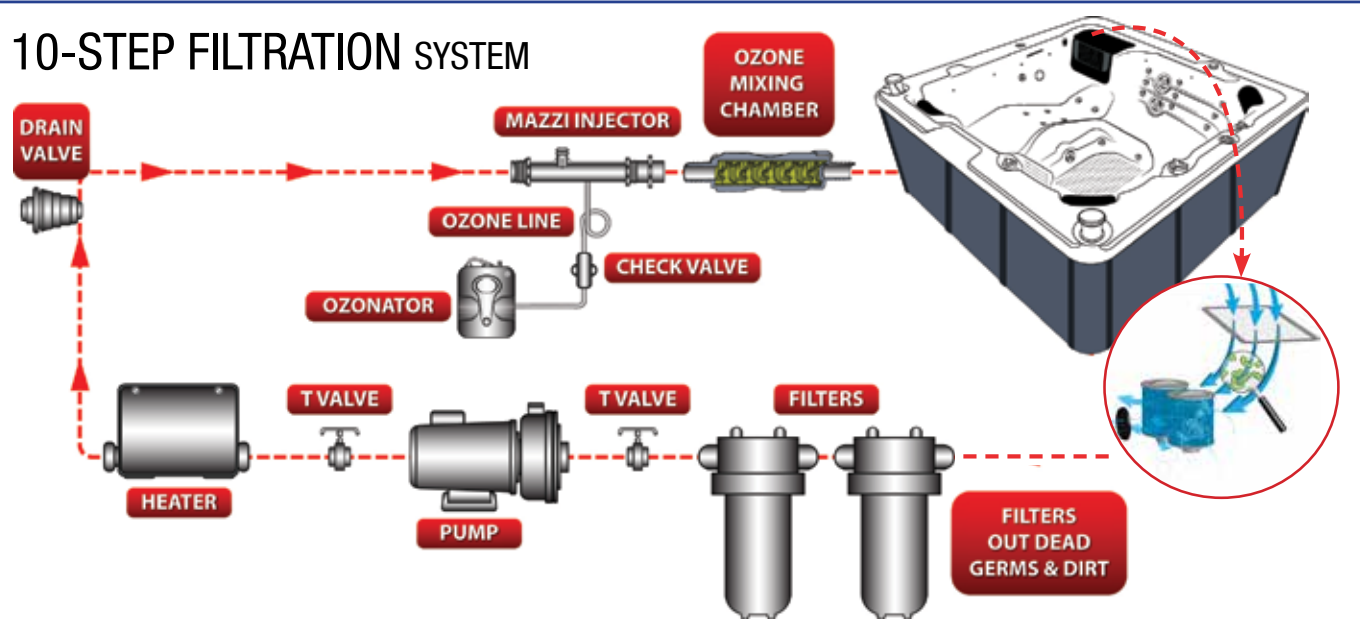 10-STEP FILTRATION SYSTEM
DRAIN
VALVE
MAZZI INJECTOR
OZONE
MIXING
CHAMBER
OZONE LINE
CHECK VALVE
OZONATOR
T VALVE
T VALVE
FILTERS
HEATER
PUMP
FILTERS
OUT DEAD
GERMS & DIRT